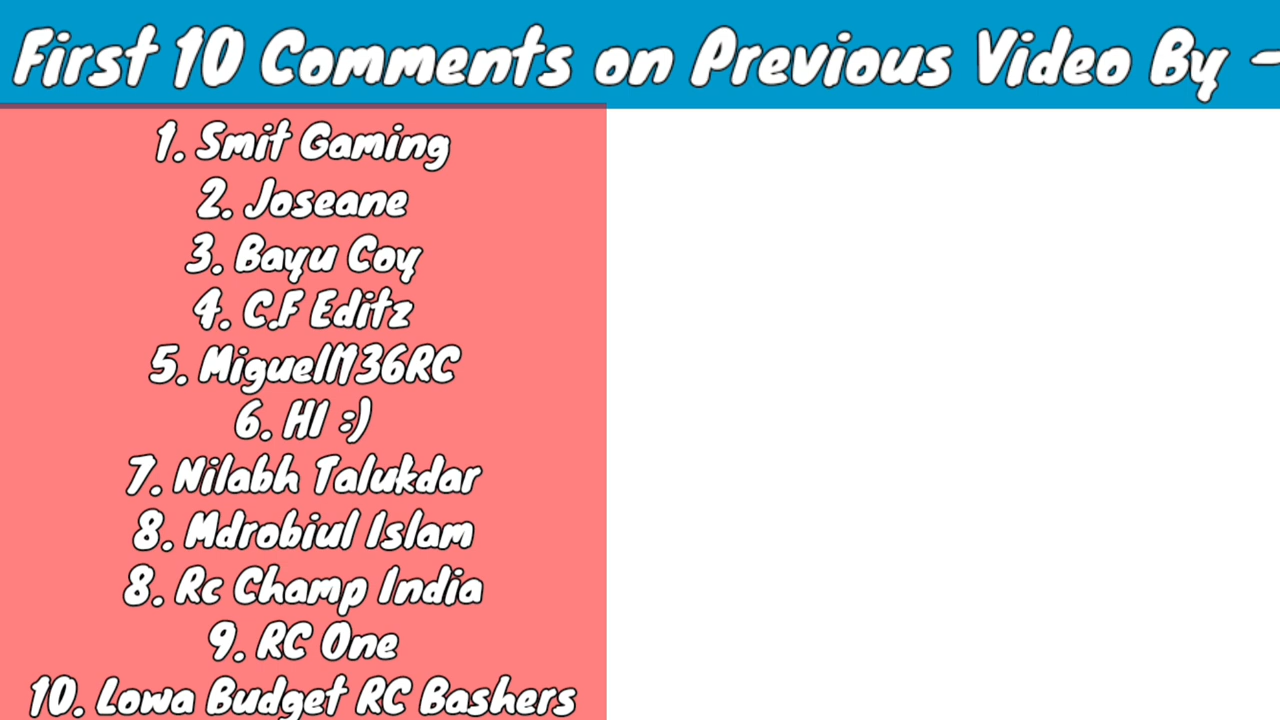 First 10 Comments on Previous Video By -
1. Smit Gaming
2. Joseane
3. Bayu Coy
4. C.F Editz
5. Miguell1136RC
6. HI :)
7. Nilabh Talukdar
8. Mdrobiul Islam
8. Rc Champ India
9. RC One
10. Lowa Budget RC Bashers